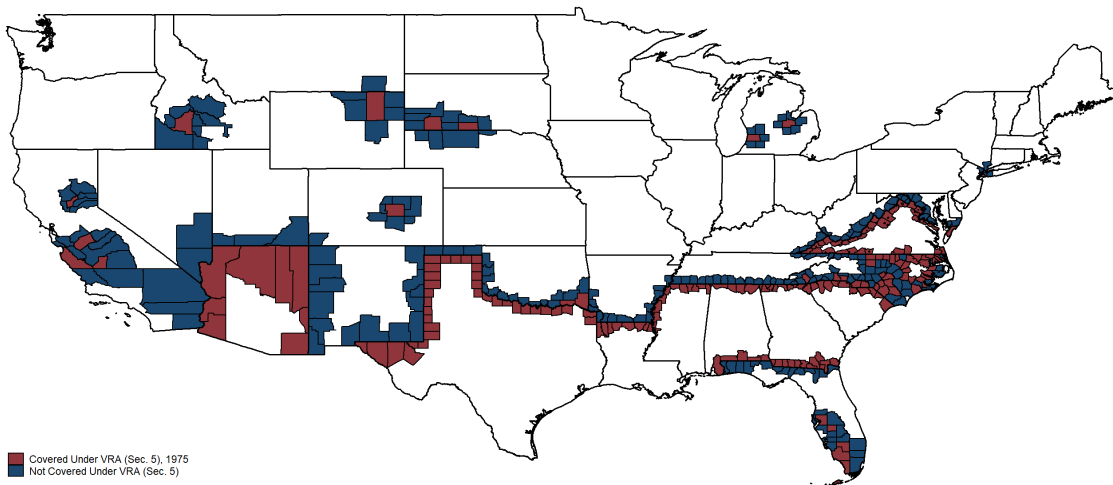 Covered Under VRA (Sec. 5), 1975
Not Covered Under VRA (Sec. 5)